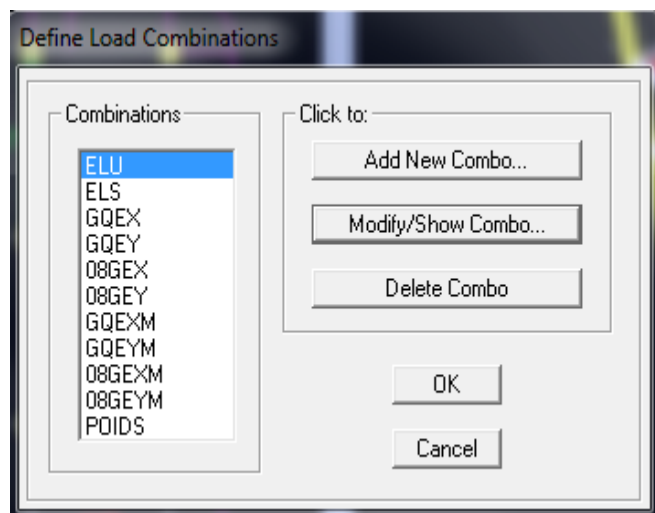 Define Load Combinations
Combinations
ELU
ELS
GQEX
GQEY
08GEX
08GEY
GQEXM
GQEYM
08GEXM
08GEYM
POIDS
Click to:
Add New Combo...
Modify/Show Combo...
Delete Combo
OK
Cancel